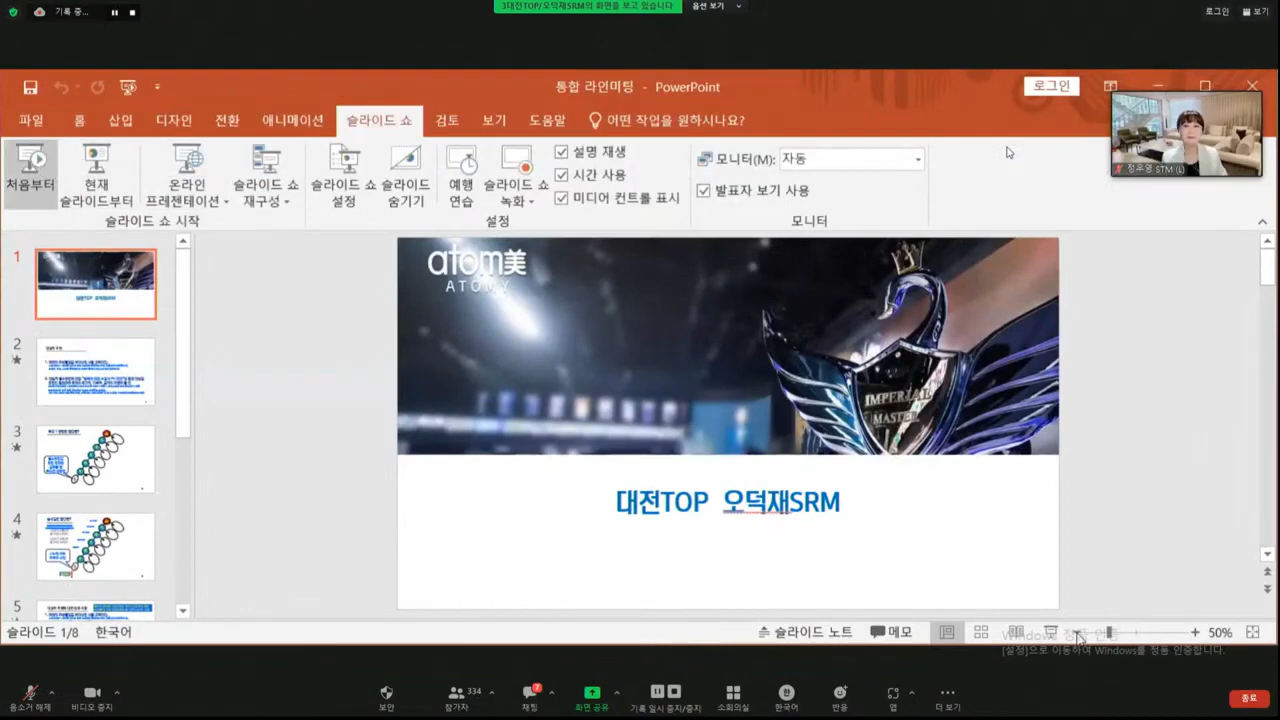 기록 중...
3대전TOP/오덕재SRM의 화면을 보고 있습니다
옵션 보기
로그인
보기
통합 라인미팅 - PowerPoint
로그인
파일 홈 삽입 디자인 전환 애니메이션 슬라이드 쇼 검토 보기 도움말 어떤 작업을 원하시나요?
처음부터
현재
슬라이드부터
온라인
프레젠테이션
슬라이드 쇼
재구성
슬라이드 쇼
설정
슬라이드
숨기기
예행
연습
슬라이드 쇼
녹화
설명 재생
시간 사용
미디어 컨트롤 표시
모니터(M): 자동
발표자 보기 사용
슬라이드 쇼 시작
설정
모니터
정우영 STM (L)
1
2
3
4
5
atom美
ATOMY
IMPERIAL
MASTER
대전TOP 오덕재SRM
슬라이드 1/8 한국어
슬라이드 노트
메모
50%
Windows 정품 인증
[설정]으로 이동하여 Windows를 정품 인증합니다.
음소거 해제
비디오 중지
보안
334
참가자
7
채팅
화면 공유
기록 일시 중지/중지
소회의실
한
한국어
반응
앱
더 보기
종료